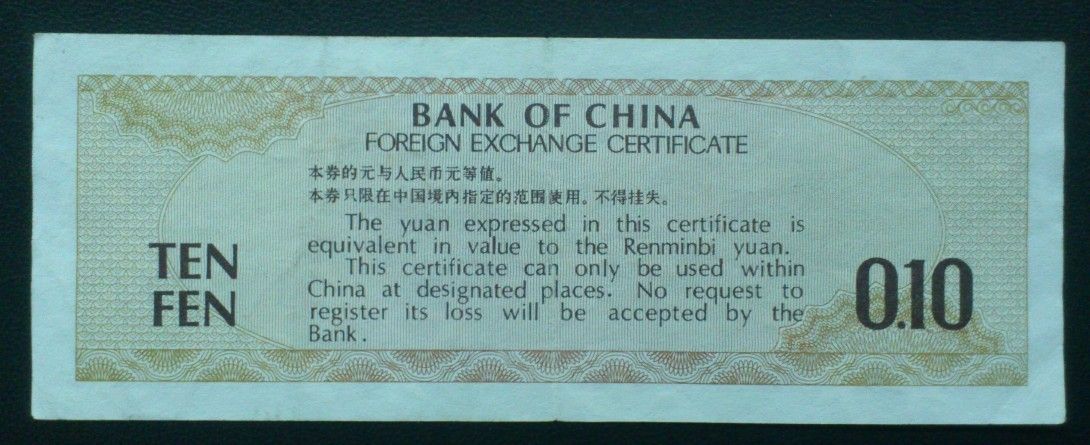 BANK OF CHINA
FOREIGN EXCHANGE CERTIFICATE
本券的元与人民币元等值。
本券只限在中国境内指定的范围使用。不得挂失。
The yuan expressed in this certificate is
equivalent in value to the Renminbi yuan.
This certificate can only be used within
China at designated places. No request to
register its loss will be accepted by the
Bank.
TEN
FEN
0.10